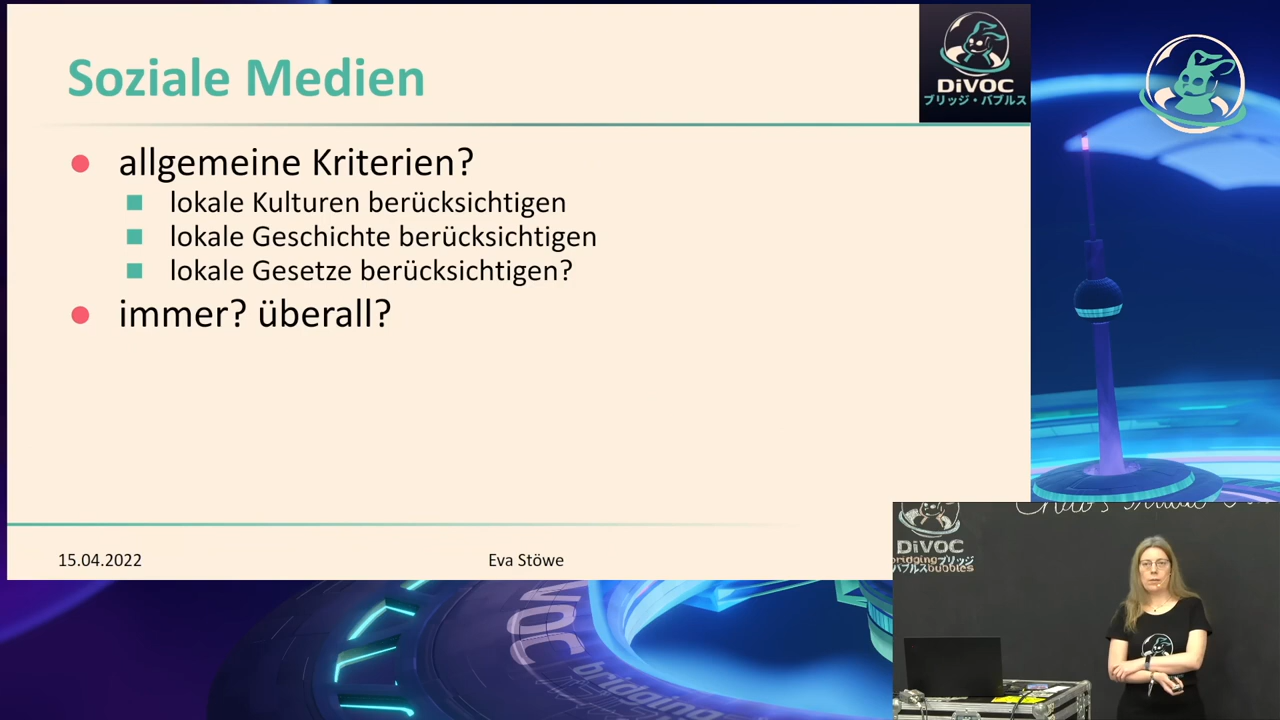 Soziale Medien
DiVOC
ブリッジ・バブルス
allgemeine Kriterien?
lokale Kulturen berücksichtigen
lokale Geschichte berücksichtigen
lokale Gesetze berücksichtigen?
immer? überall?
15.04.2022
Eva Stöwe
DiVOC
bridgingブリッジ
バブルスbubbles
VOC
bridging